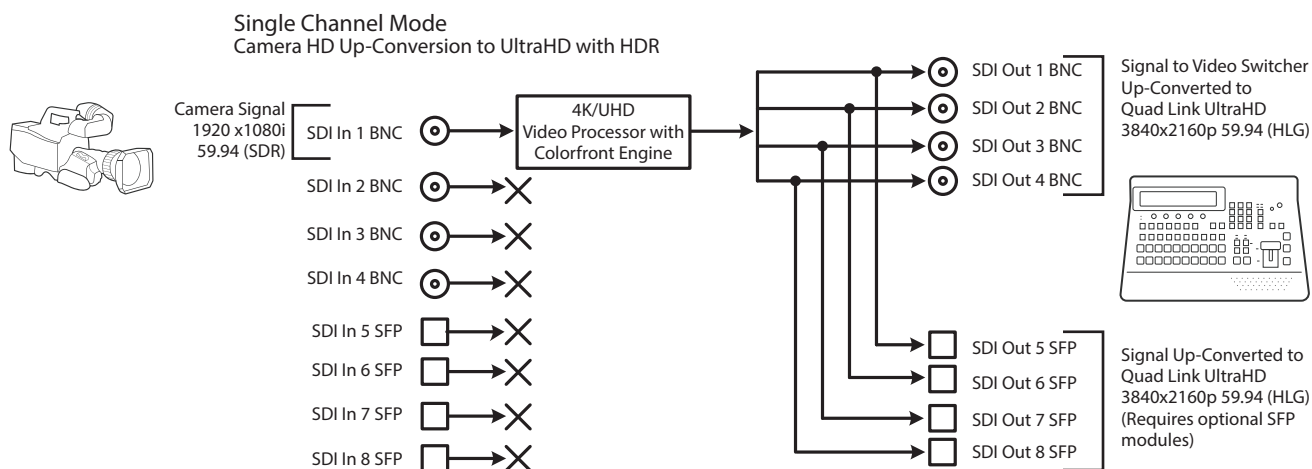 Single Channel Mode
Camera HD Up-Conversion to UltraHD with HDR
Camera Signal
1920 x1080i
59.94 (SDR)
SDI In 1 BNC
SDI In 2 BNC
SDI In 3 BNC
SDI In 4 BNC
SDI In 5 SFP
SDI In 6 SFP
SDI In 7 SFP
SDI In 8 SFP
4K/UHD
Video Processor with
Colorfront Engine
SDI Out 1 BNC
SDI Out 2 BNC
SDI Out 3 BNC
SDI Out 4 BNC
Signal to Video Switcher
Up-Converted to
Quad Link UltraHD
3840x2160p 59.94 (HLG)
SDI Out 5 SFP
SDI Out 6 SFP
SDI Out 7 SFP
SDI Out 8 SFP
Signal Up-Converted to
Quad Link UltraHD
3840x2160p 59.94 (HLG)
(Requires optional SFP
modules)